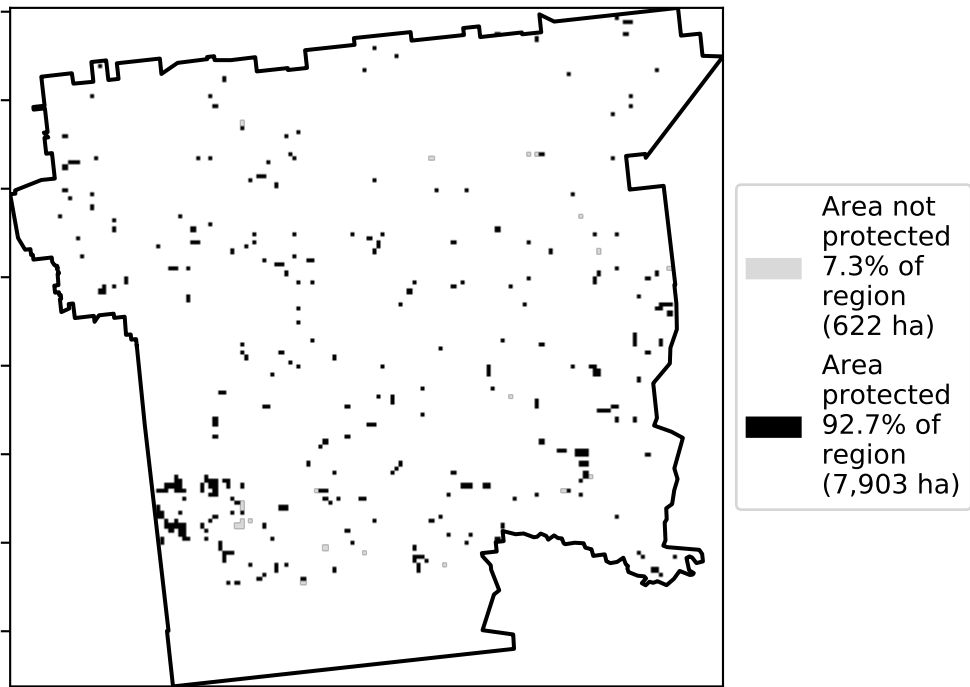 Area not
protected
7.3% of
region
(622 ha)
Area
protected
92.7% of
region
(7,903 ha)